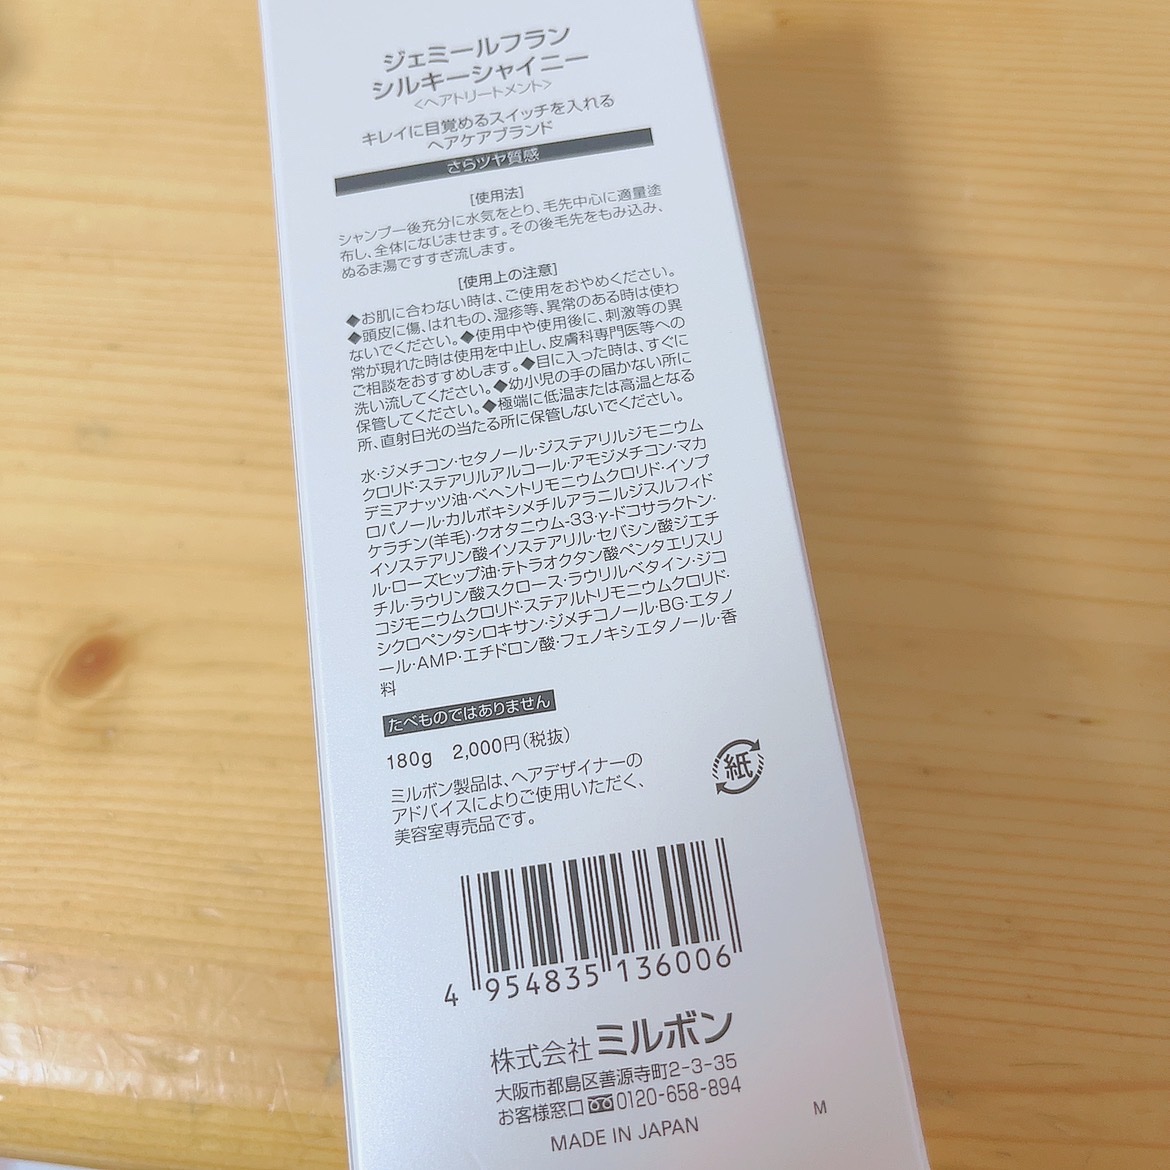 ジェミールフラン
シルキーシャイニー
<ヘアトリートメント>
キレイに目覚めるスイッチを入れる
ヘアケアブランド
さらツヤ質感
[使用法]
シャンプー後充分に水気をとり、毛先中心に適量塗
布し、全体になじませます。その後毛先をもみ込み、
ぬるま湯ですすぎ流します。
[使用上の注意]
◆お肌に合わない時は、ご使用をおやめください。
◆頭皮に傷、はれもの、湿疹等、異常のある時は使わ
ないでください。◆使用中や使用後に、刺激等の異
常が現れた時は使用を中止し、皮膚科専門医等への
ご相談をおすすめします。◆目に入った時は、すぐに
洗い流してください。◆幼小児の手の届かない所に
保管してください。◆極端に低温または高温となる
所、直射日光の当たる所に保管しないでください。
水・ジメチコン・セタノール・ジステアリルジモニウム
クロリド・ステアリルアルコール・アモジメチコン・マカ
デミアナッツ油・ベヘントリモニウムクロリド・イソプ
ロパノール・カルボキシメチルアラニルジスルフィド
ケラチン(羊毛)・クオタニウム-33・γ-ドコサラクトン・
イソステアリン酸イソステアリル・セバシン酸ジエチ
ル・ローズヒップ油・テトラオクタン酸ペンタエリスリ
チル・ラウリン酸スクロース・ラウリルベタイン・ジコ
コジモニウムクロリド・ステアルトリモニウムクロリド・
シクロペンタシロキサン・ジメチコノール・BG・エタノ
ール・AMP・エチドロン酸・フェノキシエタノール・香
料
たべものではありません
180g 2,000円(税抜)
ミルボン製品は、ヘアデザイナーの
アドバイスによりご使用いただく、
美容室専売品です。
紙
4 954835 136006
株式会社ミルボン
大阪市都島区善源寺町2-3-35
お客様窓口 0120-658-894
MADE IN JAPAN
M